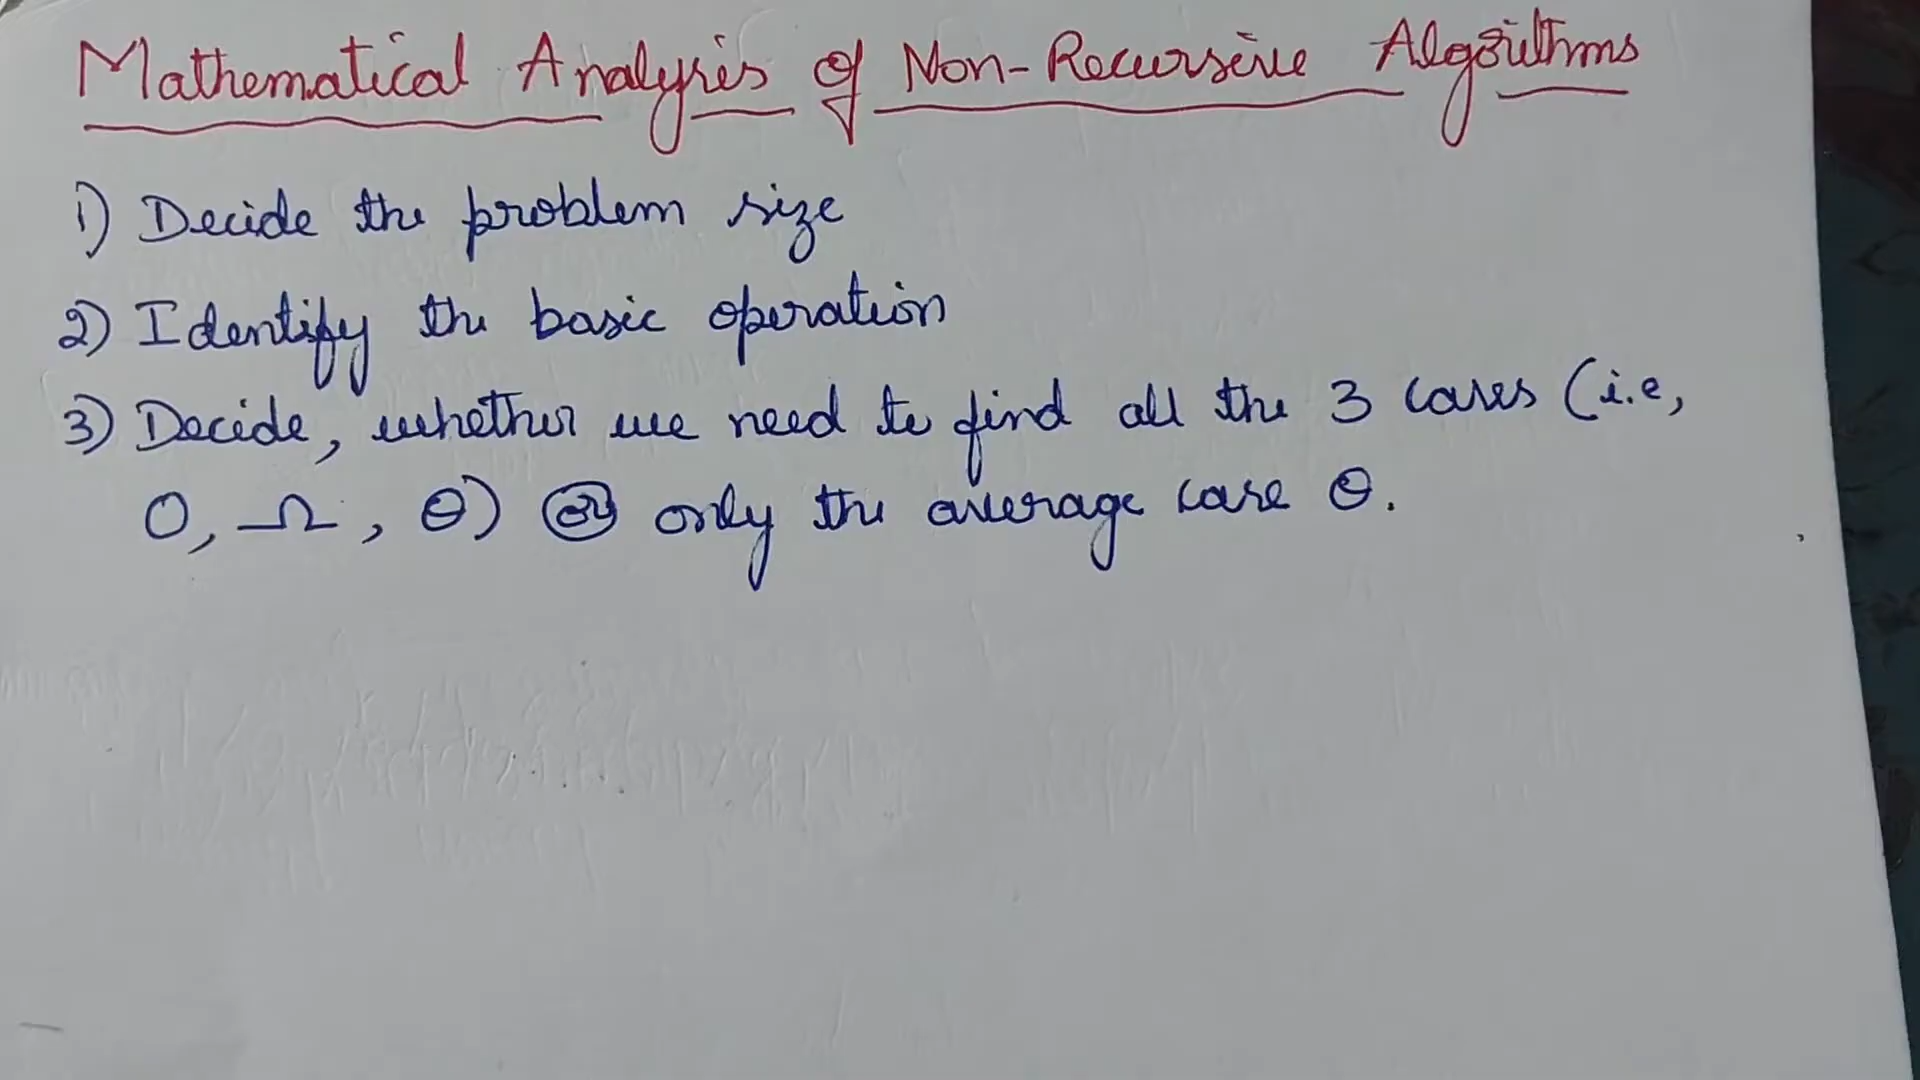 Mathematical Analysis of Non-Recursive Algorithms
1) Decide the problem size
2) Identify the basic operation
3) Decide, whether we need to find all the 3 cases (i.e,
O, Ω, Θ) or only the average case Θ.